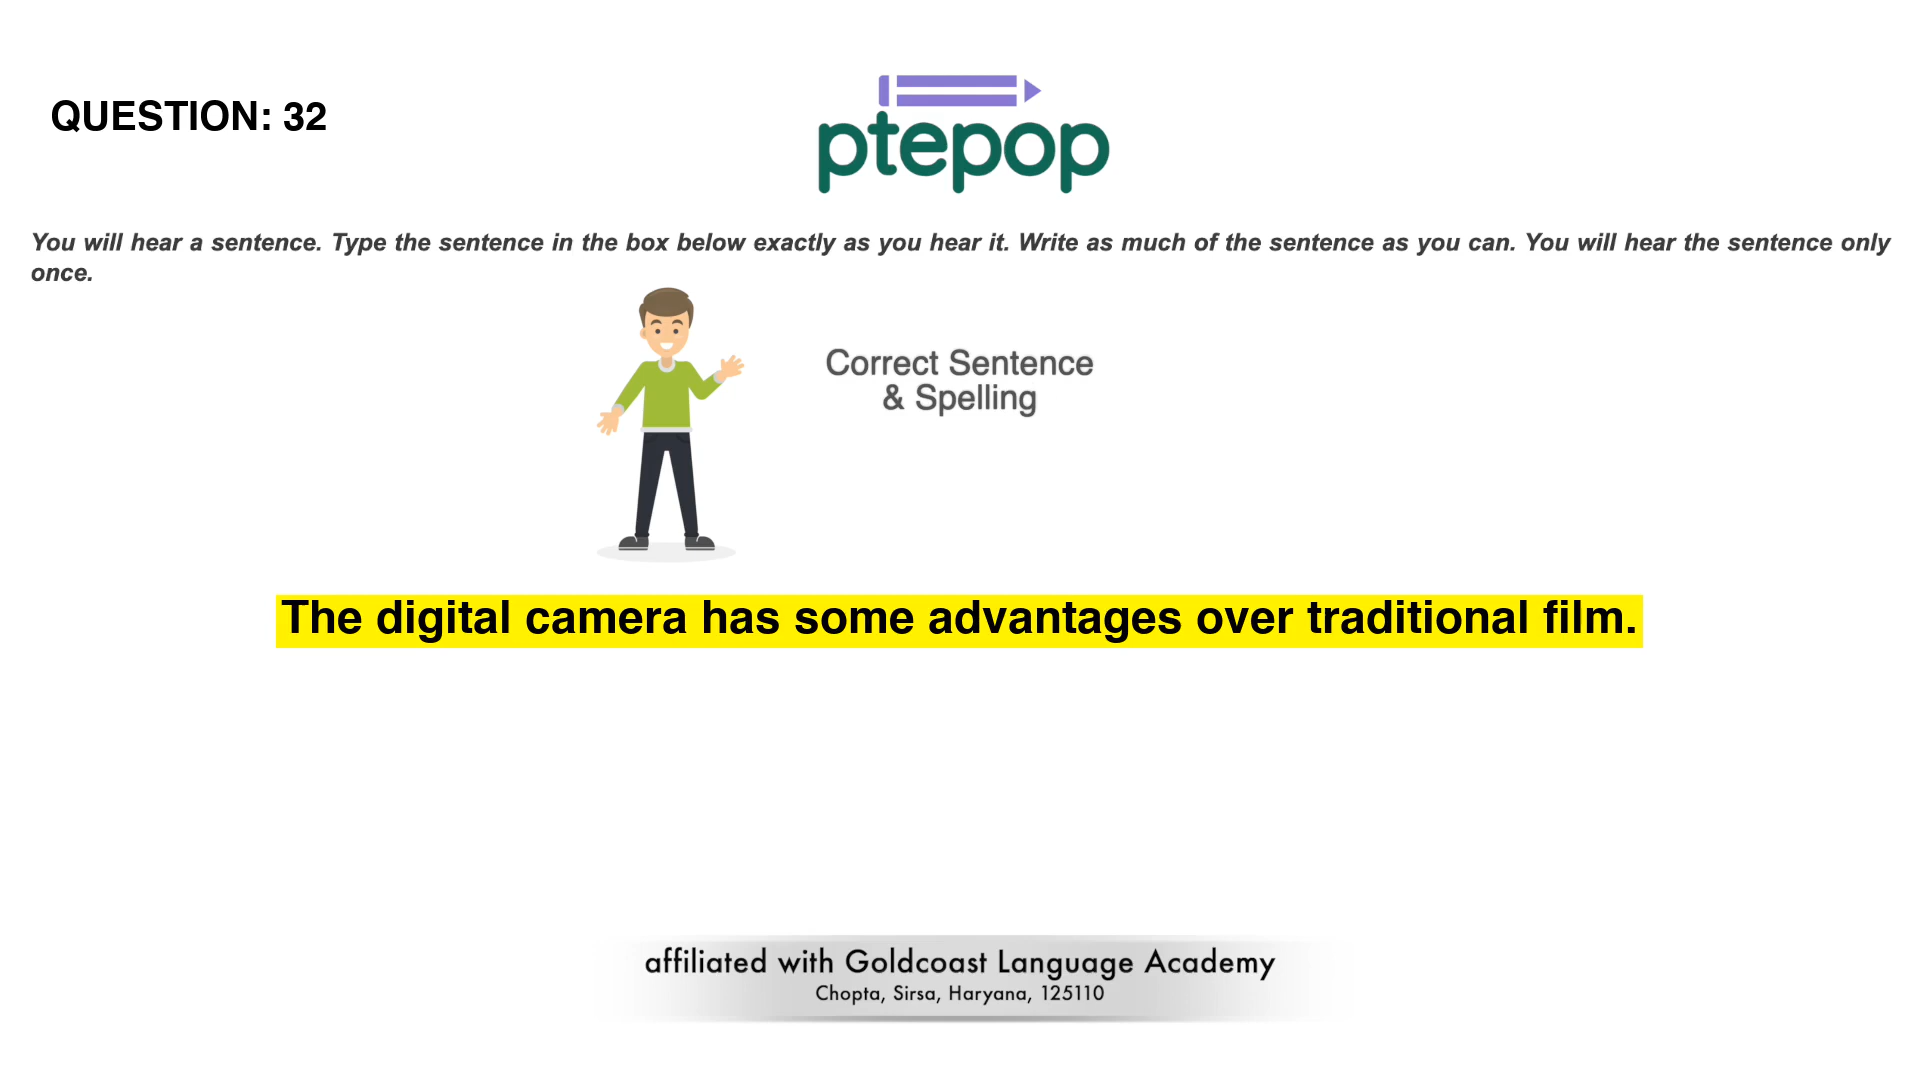 QUESTION: 32
ptepop
You will hear a sentence. Type the sentence in the box below exactly as you hear it. Write as much of the sentence as you can. You will hear the sentence only
once.
Correct Sentence
& Spelling
The digital camera has some advantages over traditional film.
affiliated with Goldcoast Language Academy
Chopta, Sirsa, Haryana, 125110